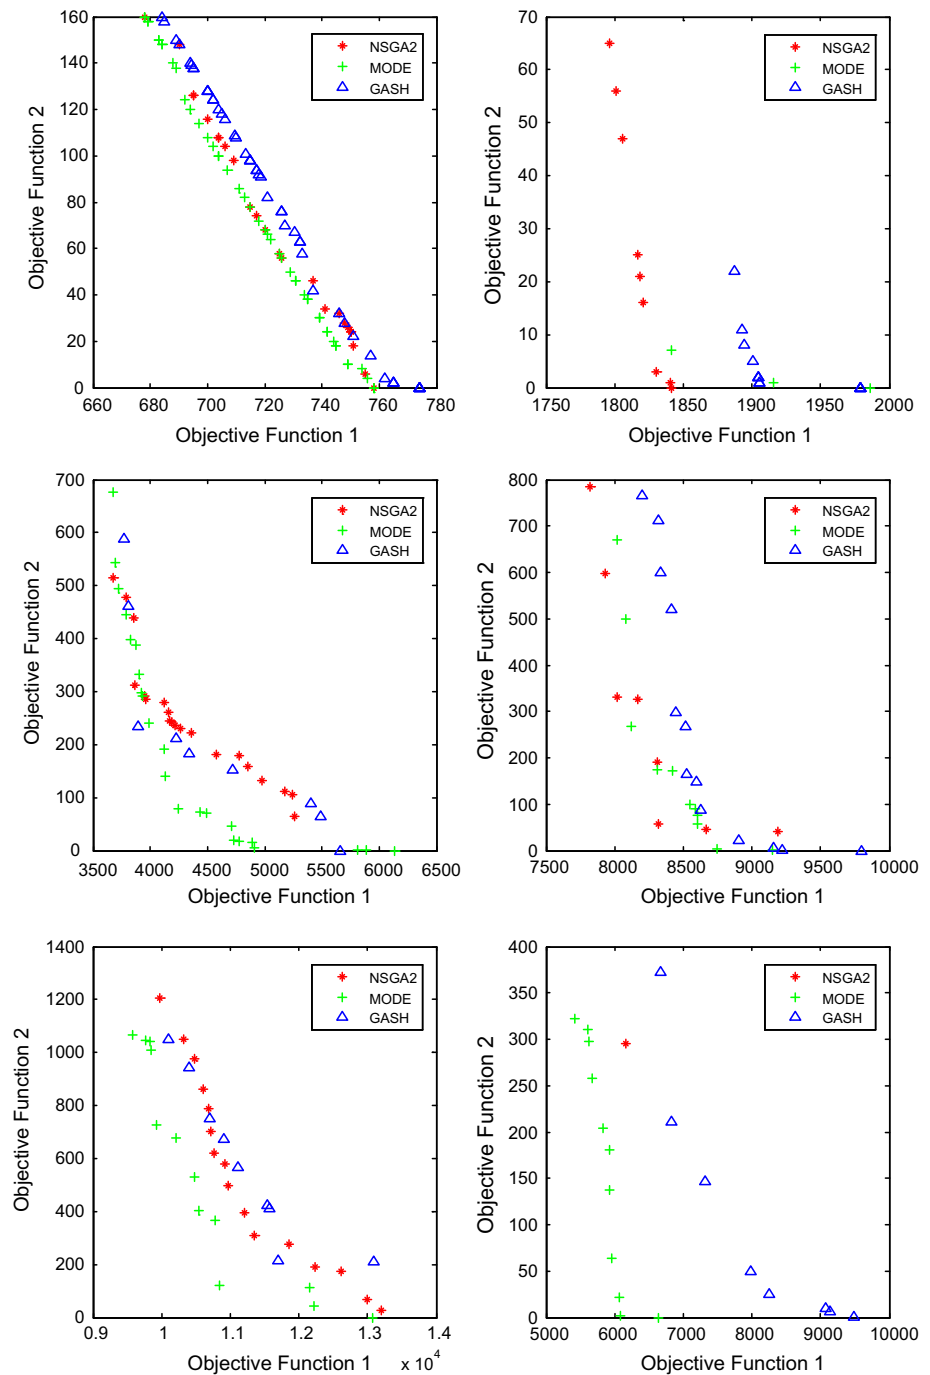 160
140
120
100
80
60
40
20
0
Objective Function 2
NSGA2
MODE
GASH
660 680 700 720 740 760 780
Objective Function 1
70
60
50
40
30
20
10
0
Objective Function 2
NSGA2
MODE
GASH
1750 1800 1850 1900 1950 2000
Objective Function 1
700
600
500
400
300
200
100
0
Objective Function 2
NSGA2
MODE
GASH
3500 4000 4500 5000 5500 6000 6500
Objective Function 1
800
700
600
500
400
300
200
100
0
Objective Function 2
NSGA2
MODE
GASH
7500 8000 8500 9000 9500 10000
Objective Function 1
1400
1200
1000
800
600
400
200
0
Objective Function 2
NSGA2
MODE
GASH
0.9 1 1.1 1.2 1.3 1.4
Objective Function 1 x 10⁴
400
350
300
250
200
150
100
50
0
Objective Function 2
NSGA2
MODE
GASH
5000 6000 7000 8000 9000 10000
Objective Function 1